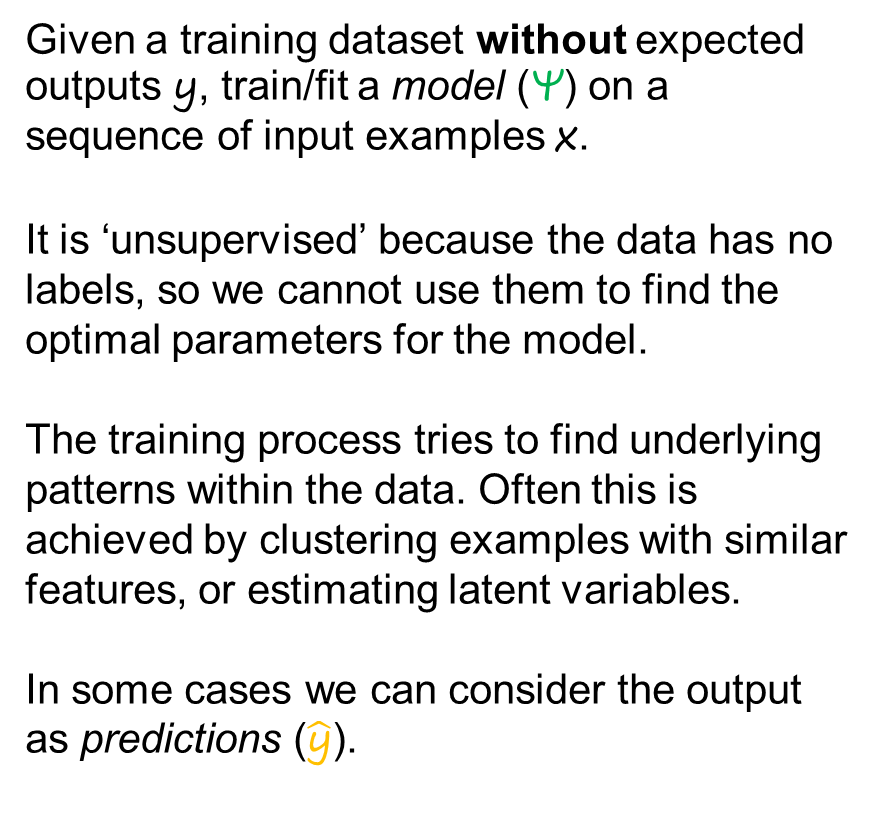 Given a training dataset without expected
outputs y, train/fit a model (Ψ) on a
sequence of input examples x.
It is ‘unsupervised’ because the data has no
labels, so we cannot use them to find the
optimal parameters for the model.
The training process tries to find underlying
patterns within the data. Often this is
achieved by clustering examples with similar
features, or estimating latent variables.
In some cases we can consider the output
as predictions (ŷ).